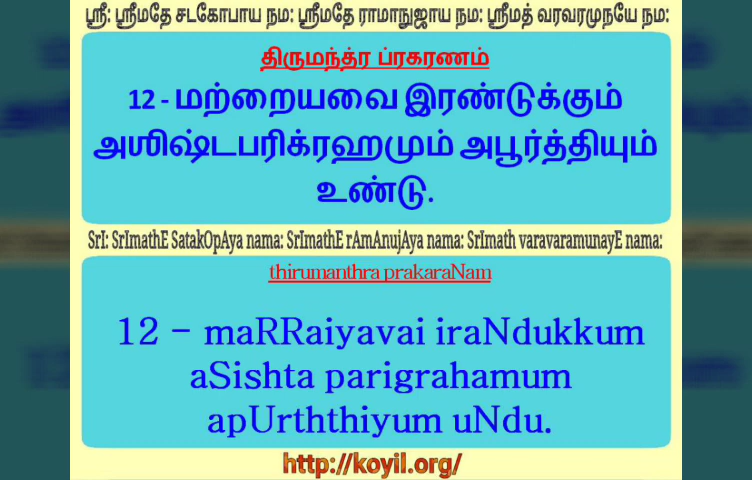 ஸ்ரீ: ஸ்ரீமதே சடகோபாய நம: ஸ்ரீமதே ராமாநுஜாய நம: ஸ்ரீமத் வரவரமுநயே நம:
திருமந்த்ர ப்ரகரணம்
12 - மற்றையவை இரண்டுக்கும்
அஶிஷ்டபரிக்ரஹமும் அபூர்த்தியும்
உண்டு.
SrI: SrImathE SatakOpAya nama: SrImathE rAmAnujAya nama: SrImath varavaramunayE nama:
thirumanthra prakaraNam
12 – maRRaiyavai iraNdukkum
aSishta parigrahamum
apUrththiyum uNdu.
http://koyil.org/